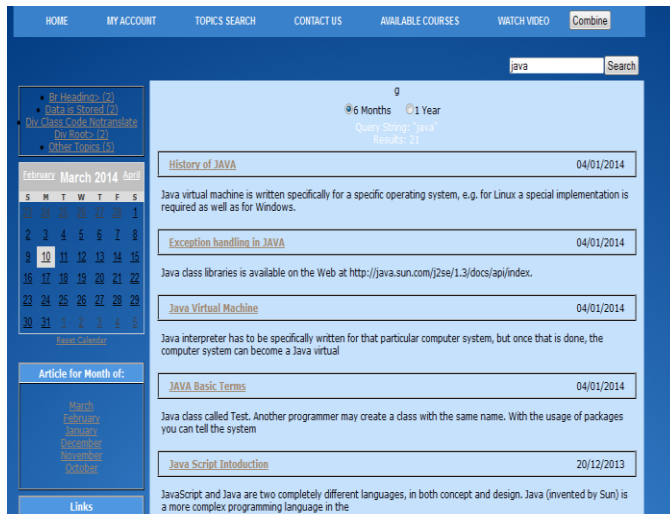 HOME MY ACCOUNT TOPICS SEARCH CONTACT US AVAILABLE COURSES WATCH VIDEO Combine
java Search
Br Heading> (2)
Data is Stored (2)
Div Class Code Notranslate
Div Root> (2)
Other Topics (5)
February March 2014 April
S M T W T F S
23 24 25 26 27 28 1
2 3 4 5 6 7 8
9 10 11 12 13 14 15
16 17 18 19 20 21 22
23 24 25 26 27 28 29
30 31 1 2 3 4 5
Reset Calendar
Article for Month of:
March
February
January
December
November
October
Links
g
6 Months 1 Year
Query String: "java"
Results: 21
History of JAVA 04/01/2014
Java virtual machine is written specifically for a specific operating system, e.g. for Linux a special implementation is
required as well as for Windows.
Exception handling in JAVA 04/01/2014
Java class libraries is available on the Web at http://java.sun.com/j2se/1.3/docs/api/index.
Java Virtual Machine 04/01/2014
Java interpreter has to be specifically written for that particular computer system, but once that is done, the
computer system can become a Java virtual
JAVA Basic Terms 04/01/2014
Java class called Test. Another programmer may create a class with the same name. With the usage of packages
you can tell the system
Java Script Intoduction 20/12/2013
JavaScript and Java are two completely different languages, in both concept and design. Java (invented by Sun) is
a more complex programming language in the